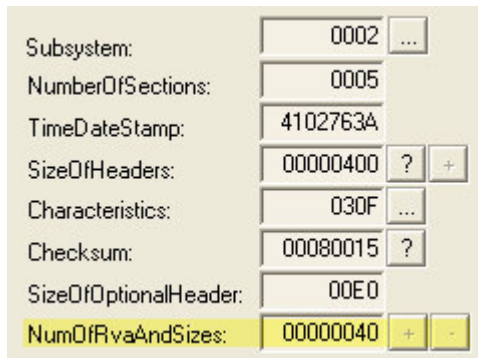 Subsystem: 0002 ...
NumberOfSections: 0005
TimeDateStamp: 4102763A
SizeOfHeaders: 00000400 ? +
Characteristics: 030F ...
Checksum: 00080015 ?
SizeOfOptionalHeader: 00E0
NumOfRvaAndSizes: 00000040 + -